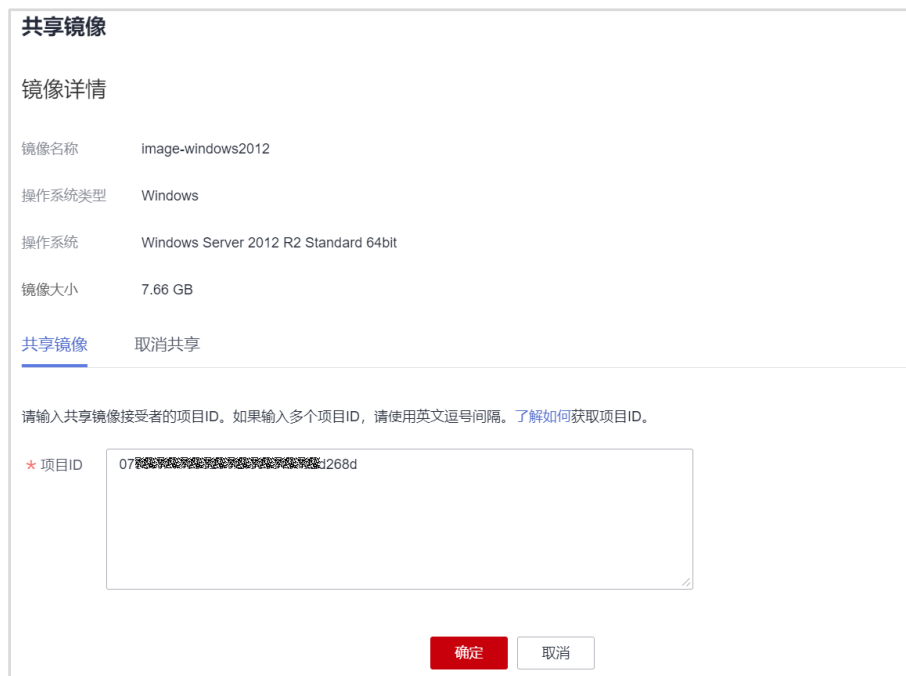 共享镜像
镜像详情
镜像名称 image-windows2012
操作系统类型 Windows
操作系统 Windows Server 2012 R2 Standard 64bit
镜像大小 7.66 GB
共享镜像 取消共享
请输入共享镜像接受者的项目ID。如果输入多个项目ID，请使用英文逗号间隔。了解如何获取项目ID。
* 项目ID 07 d268d
确定 取消